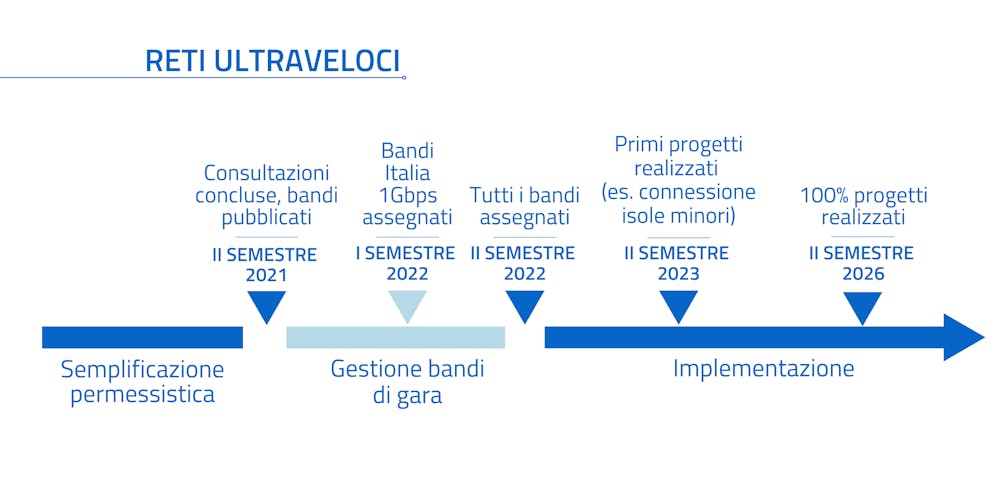 RETI ULTRAVELOCI
Consultazioni
concluse, bandi
pubblicati
II SEMESTRE
2021
Bandi
Italia
1Gbps
assegnati
I SEMESTRE
2022
Tutti i bandi
assegnati
II SEMESTRE
2022
Primi progetti
realizzati
(es. connessione
isole minori)
II SEMESTRE
2023
100% progetti
realizzati
II SEMESTRE
2026
Semplificazione
permessistica
Gestione bandi
di gara
Implementazione